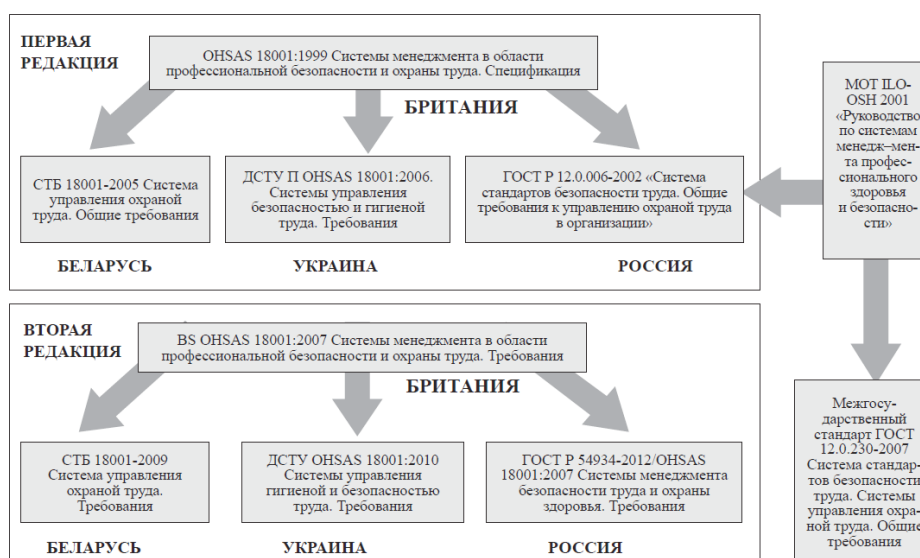 ПЕРВАЯ
РЕДАКЦИЯ
OHSAS 18001:1999 Системы менеджмента в области
профессиональной безопасности и охраны труда. Спецификация
БРИТАНИЯ
СТБ 18001-2005 Система
управления охраной
труда. Общие требования
БЕЛАРУСЬ
ДСТУ П OHSAS 18001:2006.
Системы управления
безопасностью и гигиеной
труда. Требования
УКРАИНА
ГОСТ Р 12.0.006-2002 «Система
стандартов безопасности труда. Общие
требования к управлению охраной труда
в организации»
РОССИЯ
МОТ ILO-
OSH 2001
«Руководство
по системам
менедж–мен-
та профес-
сионального
здоровья
и безопасно-
сти»
ВТОРАЯ
РЕДАКЦИЯ
BS OHSAS 18001:2007 Системы менеджмента в области
профессиональной безопасности и охраны труда. Требования
БРИТАНИЯ
СТБ 18001-2009
Система управления
охраной труда.
Требования
БЕЛАРУСЬ
ДСТУ OHSAS 18001:2010
Системы управления
гигиеной и безопасностью
труда. Требования
УКРАИНА
ГОСТ Р 54934-2012/OHSAS
18001:2007 Системы менеджмента
безопасности труда и охраны
здоровья. Требования
РОССИЯ
Межгосу-
дарственный
стандарт ГОСТ
12.0.230-2007
Система стандар-
тов безопасности
труда. Системы
управления охра-
ной труда. Общие
требования